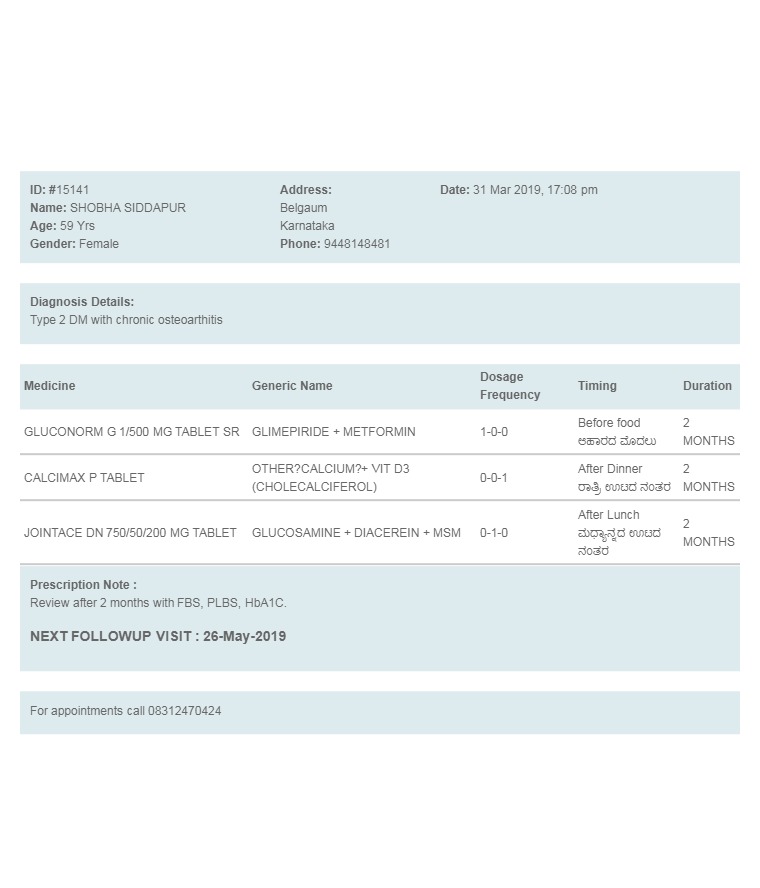 ID: #15141
Name: SHOBHA SIDDAPUR
Age: 59 Yrs
Gender: Female
Address:
Belgaum
Karnataka
Phone: 9448148481
Date: 31 Mar 2019, 17:08 pm
Diagnosis Details:
Type 2 DM with chronic osteoarthitis
Medicine Generic Name Dosage Frequency Timing Duration
GLUCONORM G 1/500 MG TABLET SR GLIMEPIRIDE + METFORMIN 1-0-0 Before food 2
ಆಹಾರದ ಮೊದಲು MONTHS
CALCIMAX P TABLET OTHER?CALCIUM?+ VIT D3 0-0-1 After Dinner 2
(CHOLECALCIFEROL) ರಾತ್ರಿ ಊಟದ ನಂತರ MONTHS
JOINTACE DN 750/50/200 MG TABLET GLUCOSAMINE + DIACEREIN + MSM 0-1-0 After Lunch 2
ಮಧ್ಯಾನ್ನದ ಊಟದ MONTHS
ನಂತರ
Prescription Note :
Review after 2 months with FBS, PLBS, HbA1C.
NEXT FOLLOWUP VISIT : 26-May-2019
For appointments call 08312470424